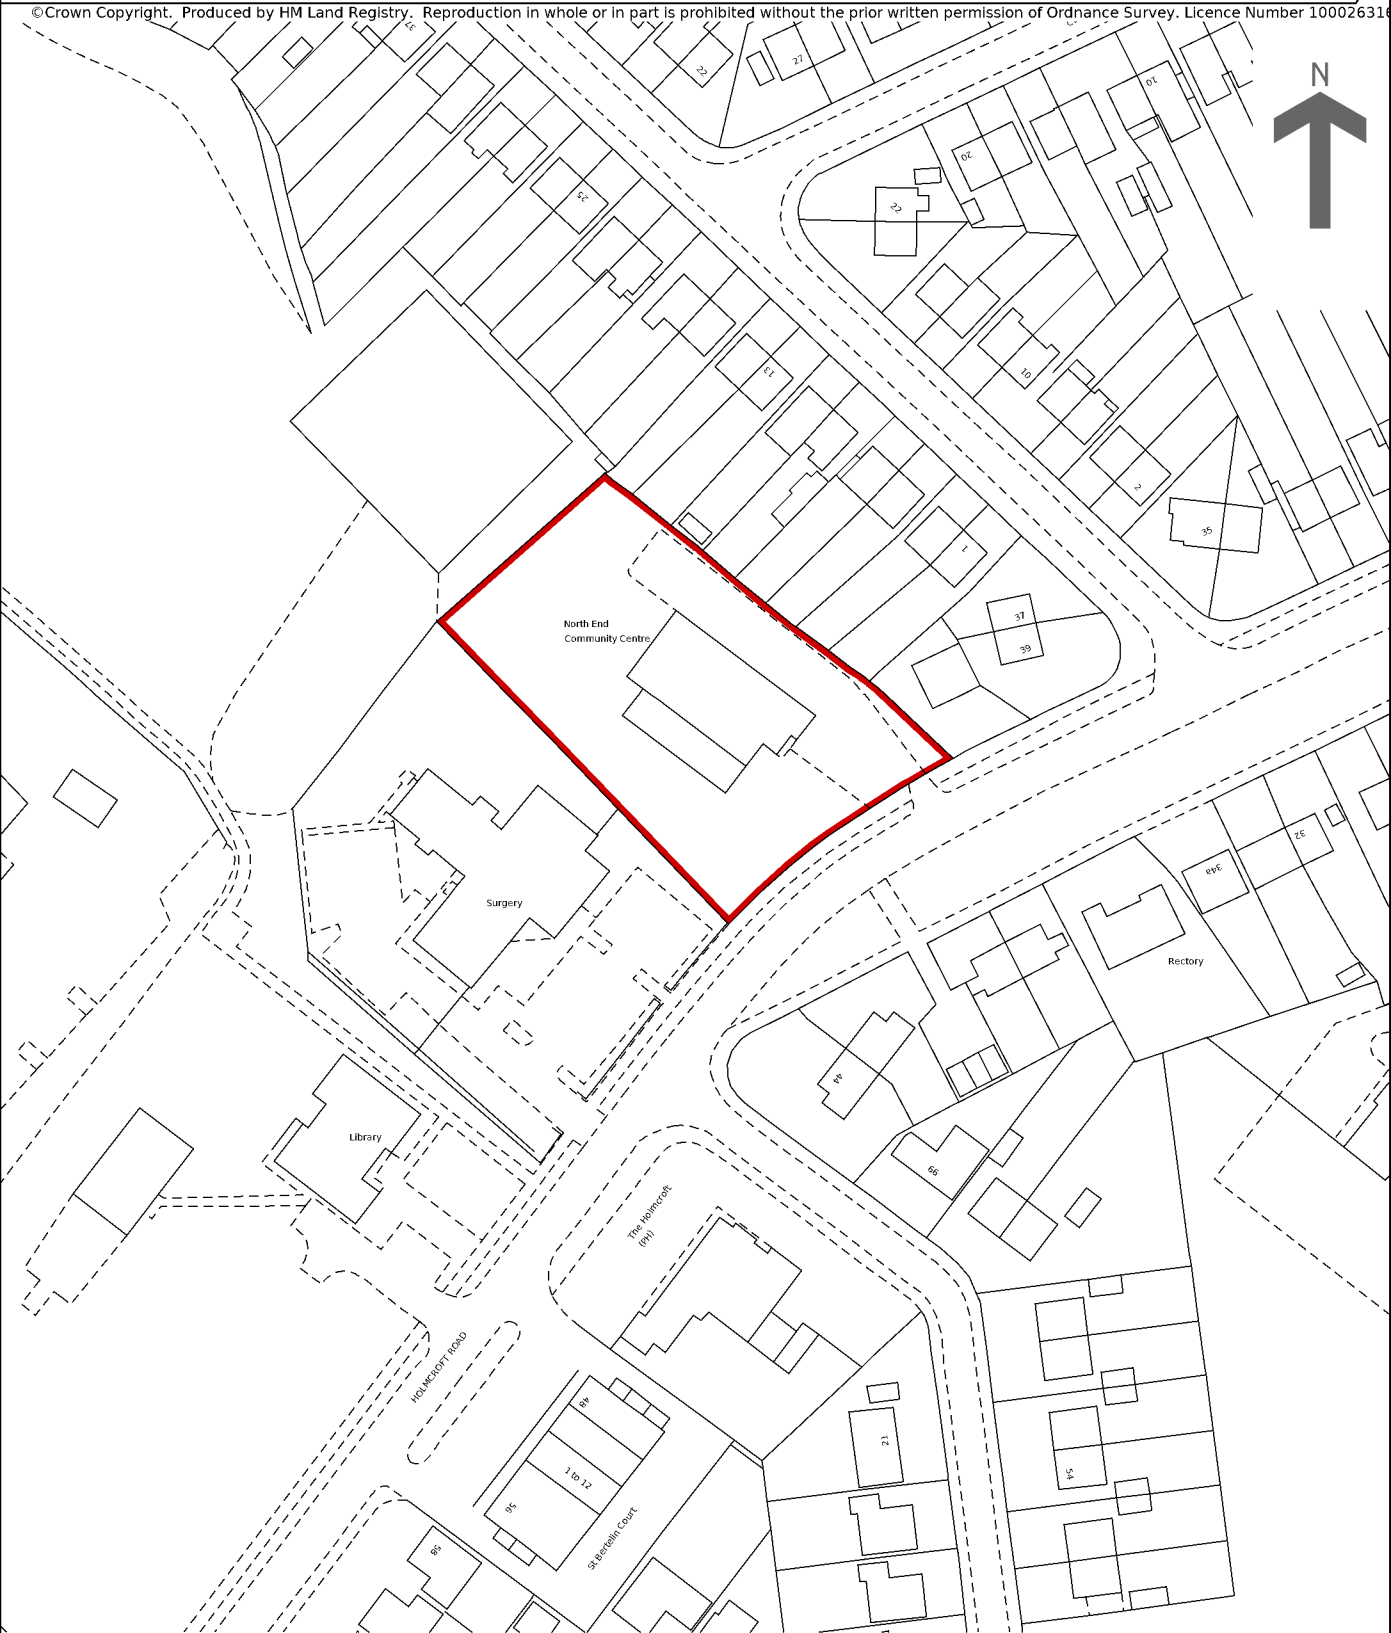 ©Crown Copyright. Produced by HM Land Registry. Reproduction in whole or in part is prohibited without the prior written permission of Ordnance Survey. Licence Number 10002631
33
22
27
10
N
20
25
22
13
10
2
35
1
37
39
North End
Community Centre
32
34a
Surgery
Rectory
44
66
Library
The Holmcroft
(PH)
HOLMCROFT ROAD
48
1 to 12
56
21
54
St Bertelin Court
58